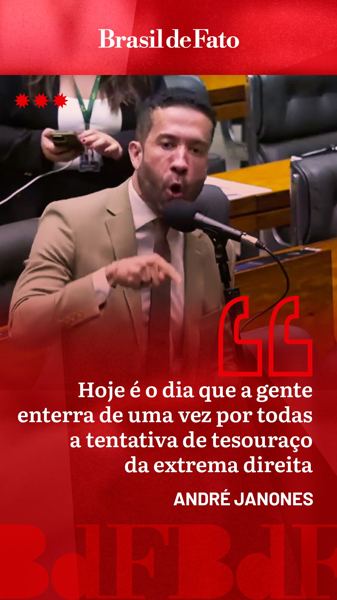 Brasil de Fato
Hoje é o dia que a gente
enterra de uma vez por todas
a tentativa de tesouraço
da extrema direita
ANDRÉ JANONES
BdFBdF